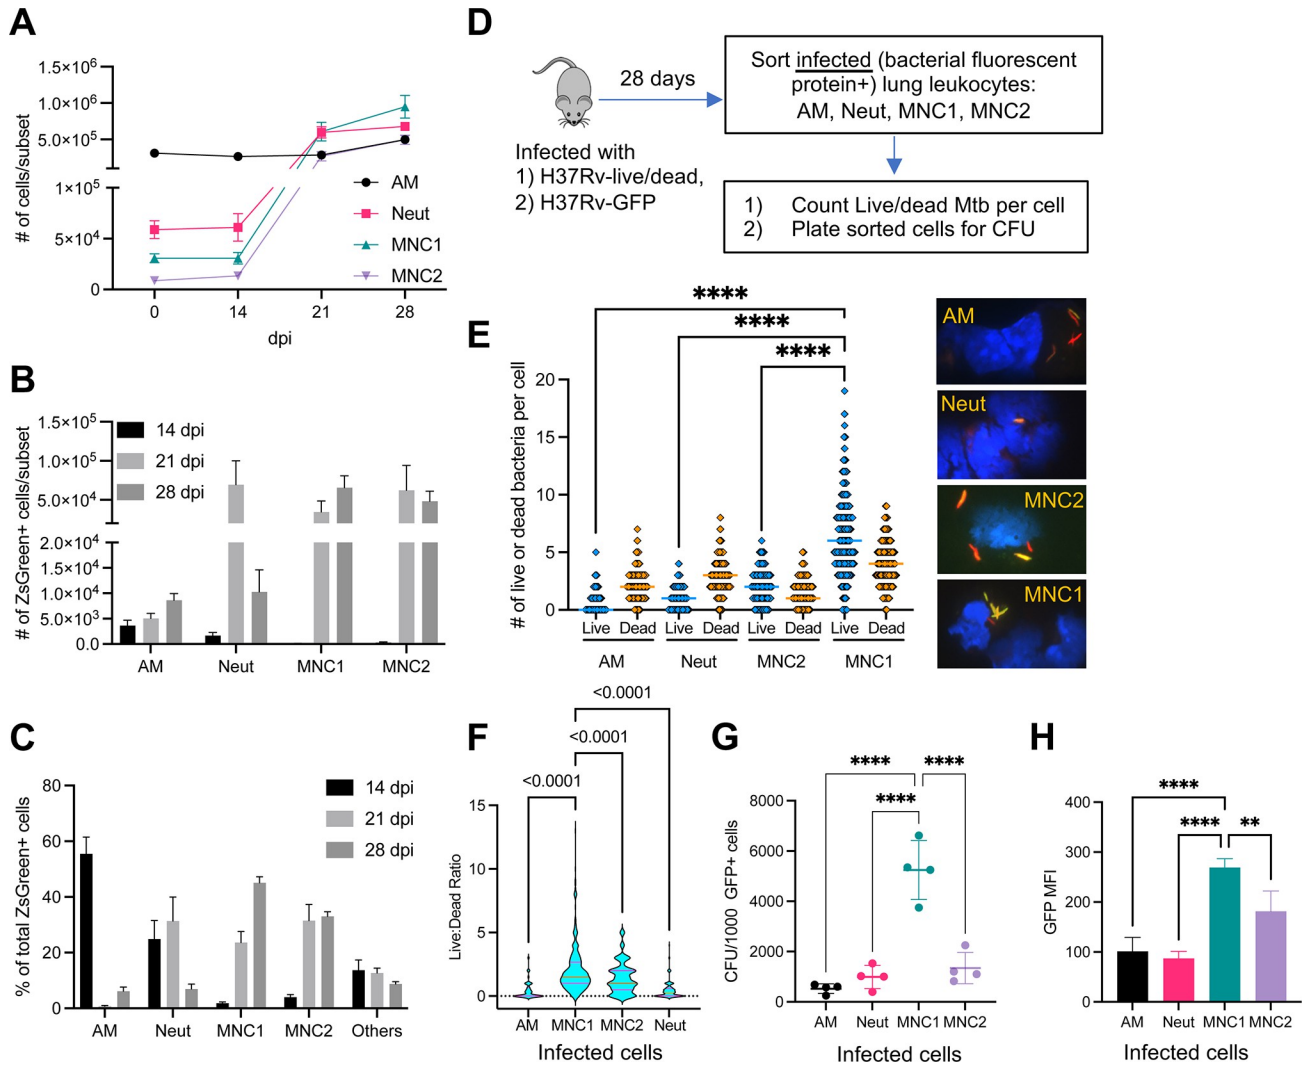 A
# of cells/subset
1.5×10⁶
1.0×10⁶
5.0×10⁵
1×10⁵
5×10⁴
0
0
14
21
28
dpi
AM
Neut
MNC1
MNC2
D
28 days
Infected with
1) H37Rv-live/dead,
2) H37Rv-GFP
Sort infected (bacterial fluorescent
protein+) lung leukocytes:
AM, Neut, MNC1, MNC2
1) Count Live/dead Mtb per cell
2) Plate sorted cells for CFU
B
# of ZsGreen+ cells/subset
1.5×10⁵
1.0×10⁵
5.0×10⁴
2.0×10⁴
1.5×10⁴
1.0×10⁴
5.0×10³
0.0
14 dpi
21 dpi
28 dpi
AM
Neut
MNC1
MNC2
E
# of live or dead bacteria per cell
20
15
10
5
0
****
****
****
Live
Dead
Live
Dead
Live
Dead
Live
Dead
AM
Neut
MNC2
MNC1
AM
Neut
MNC2
MNC1
C
% of total ZsGreen+ cells
80
60
40
20
0
14 dpi
21 dpi
28 dpi
AM
Neut
MNC1
MNC2
Others
F
Live:Dead Ratio
15
10
5
0
<0.0001
<0.0001
<0.0001
AM
MNC1
MNC2
Neut
Infected cells
G
CFU/1000 GFP+ cells
8000
6000
4000
2000
0
****
****
****
AM
Neut
MNC1
MNC2
Infected cells
H
GFP MFI
400
300
200
100
0
****
****
**
AM
Neut
MNC1
MNC2
Infected cells